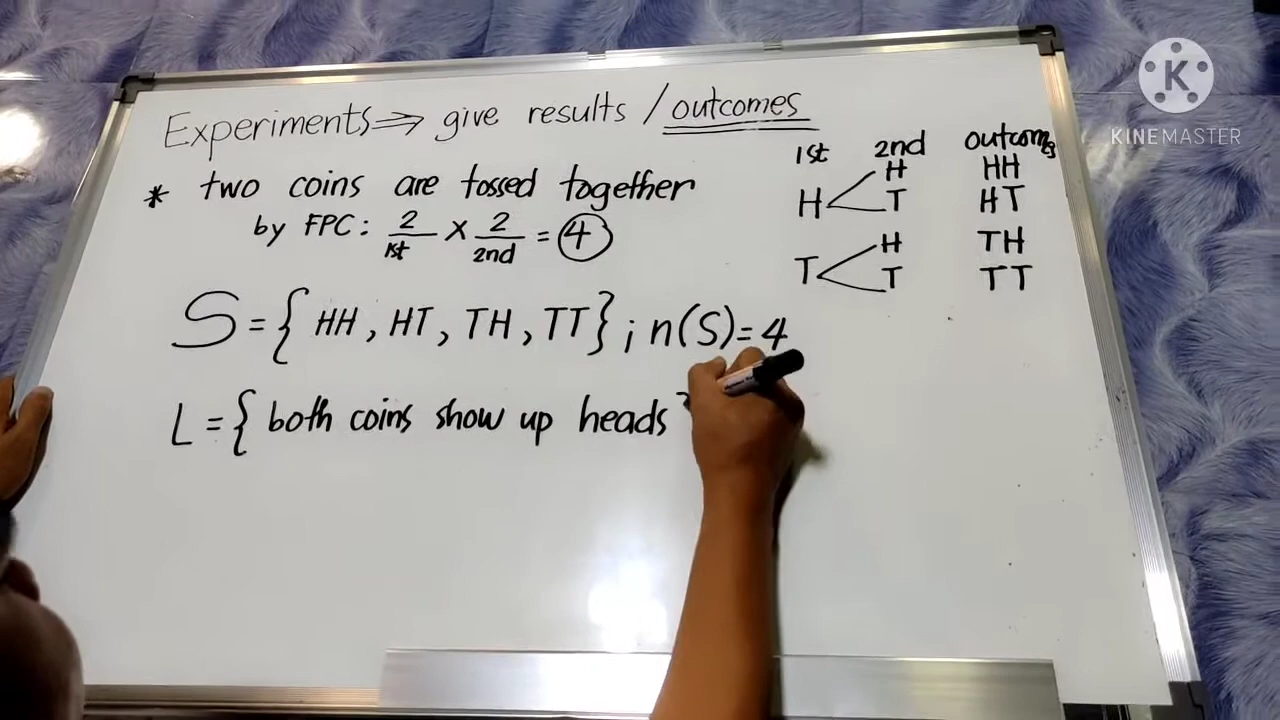 Experiments ⇒ give results / outcomes
* two coins are tossed together
by FPC: 2/1st × 2/2nd = 4
S = { HH, HT, TH, TT } ; n(S) = 4
L = { both coins show up heads }
1st 2nd outcomes
H H HH
T HT
T H TH
T TT
K
KINEMASTER